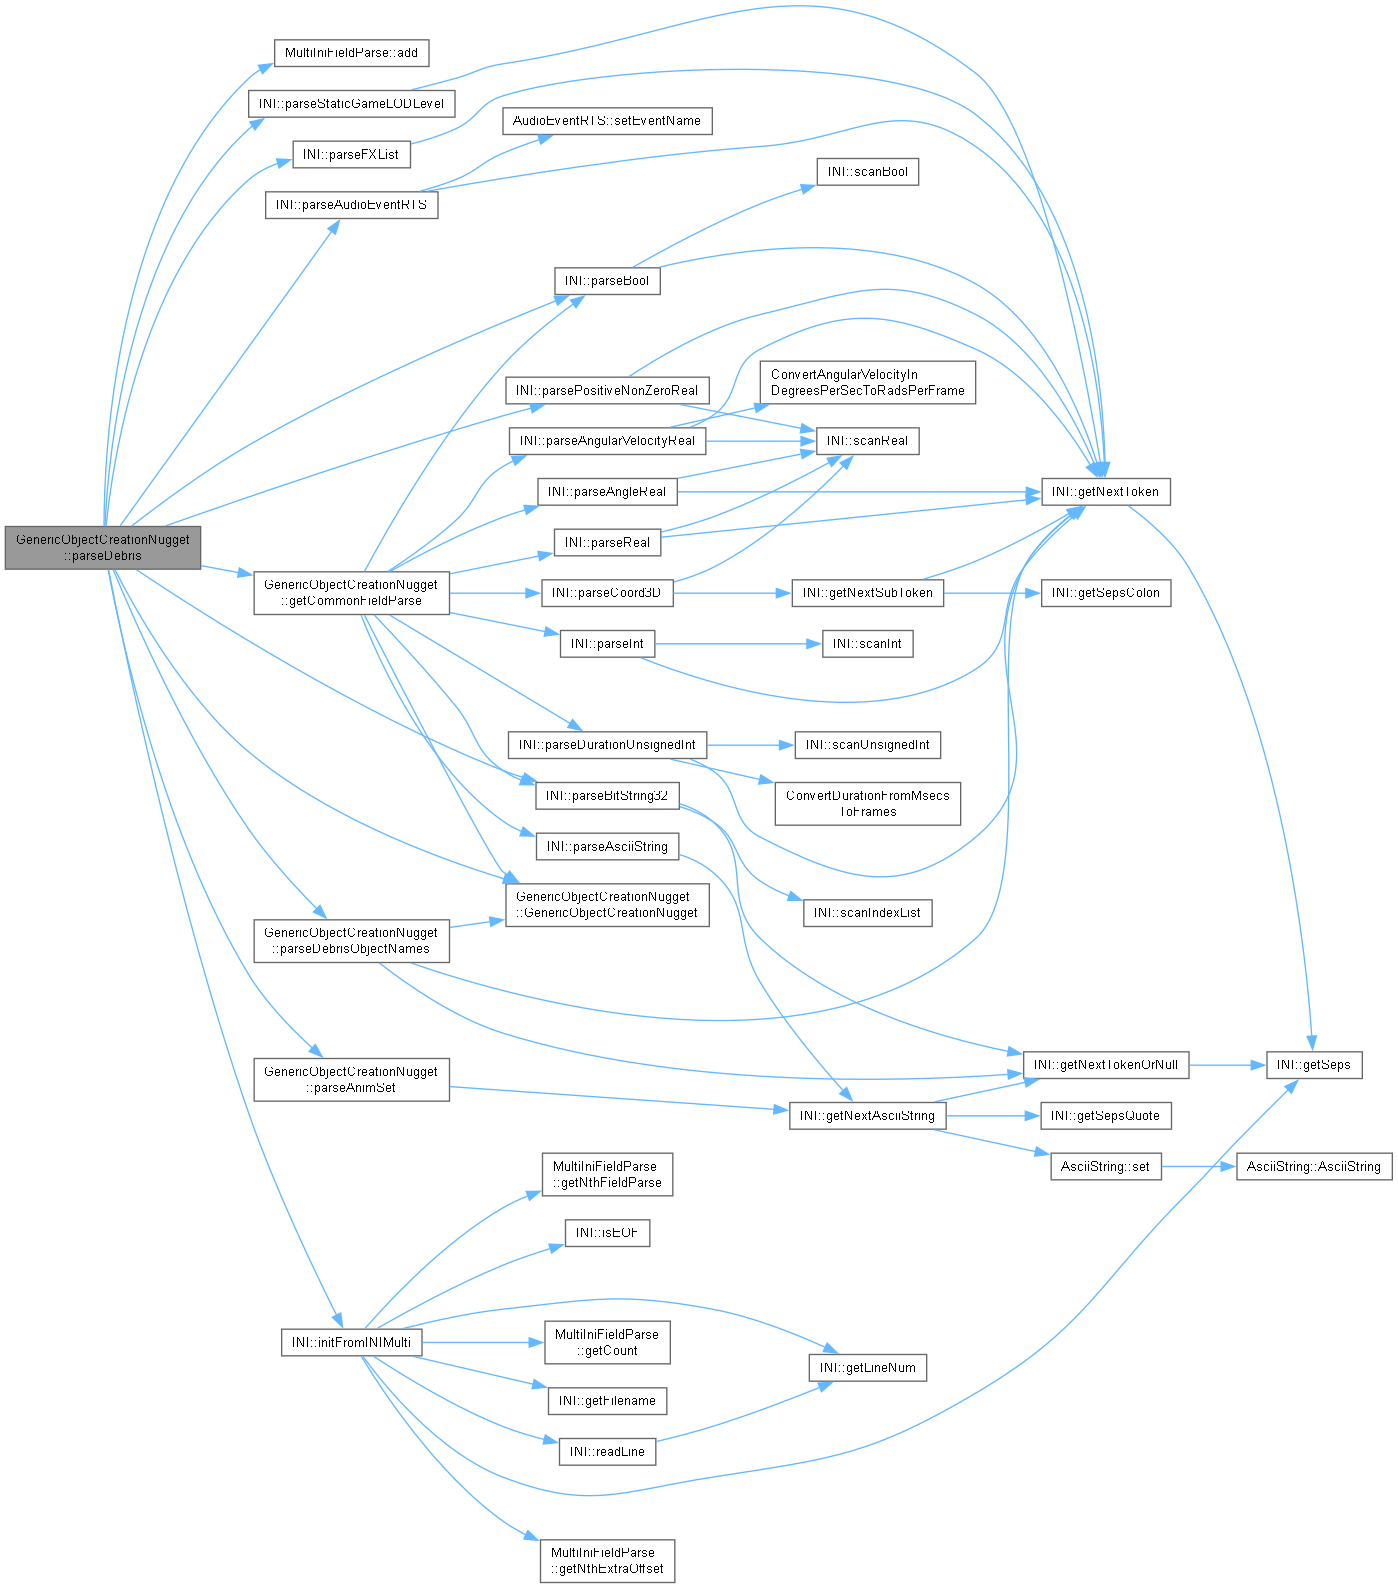 MultiIniFieldParse::add
INI::parseStaticGameLODLevel
AudioEventRTS::setEventName
INI::parseFXList
INI::scanBool
INI::parseAudioEventRTS
INI::parseBool
ConvertAngularVelocityIn
DegreesPerSecToRadsPerFrame
INI::parsePositiveNonZeroReal
INI::parseAngularVelocityReal
INI::scanReal
INI::parseAngleReal
INI::getNextToken
GenericObjectCreationNugget
::parseDebris
INI::parseReal
GenericObjectCreationNugget
::getCommonFieldParse
INI::parseCoord3D
INI::getNextSubToken
INI::getSepsColon
INI::parseInt
INI::scanInt
INI::parseDurationUnsignedInt
INI::scanUnsignedInt
INI::parseBitString32
ConvertDurationFromMsecs
ToFrames
INI::parseAsciiString
GenericObjectCreationNugget
::GenericObjectCreationNugget
INI::scanIndexList
GenericObjectCreationNugget
::parseDebrisObjectNames
INI::getNextTokenOrNull
INI::getSeps
GenericObjectCreationNugget
::parseAnimSet
INI::getNextAsciiString
INI::getSepsQuote
AsciiString::set
AsciiString::AsciiString
MultiIniFieldParse
::getNthFieldParse
INI::isEOF
INI::initFromINIMulti
MultiIniFieldParse
::getCount
INI::getLineNum
INI::getFilename
INI::readLine
MultiIniFieldParse
::getNthExtraOffset